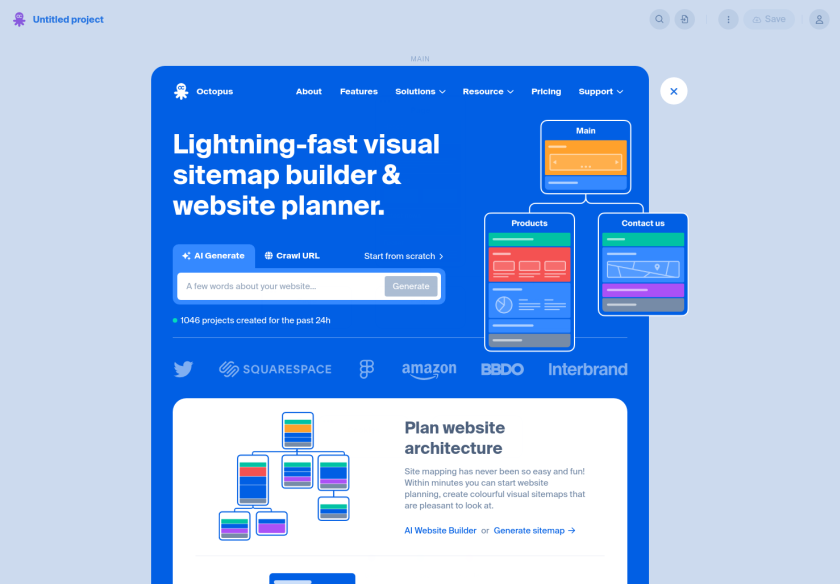 Untitled project
Save
MAIN
Octopus
About
Features
Solutions
Resource
Pricing
Support
Lightning-fast visual
sitemap builder &
website planner.
Main
Products
Contact us
AI Generate
Crawl URL
Start from scratch
A few words about your website...
Generate
1046 projects created for the past 24h
SQUARESPACE
amazon
BBDO
Interbrand
Plan website
architecture
Site mapping has never been so easy and fun!
Within minutes you can start website
planning, create colourful visual sitemaps that
are pleasant to look at.
AI Website Builder or Generate sitemap